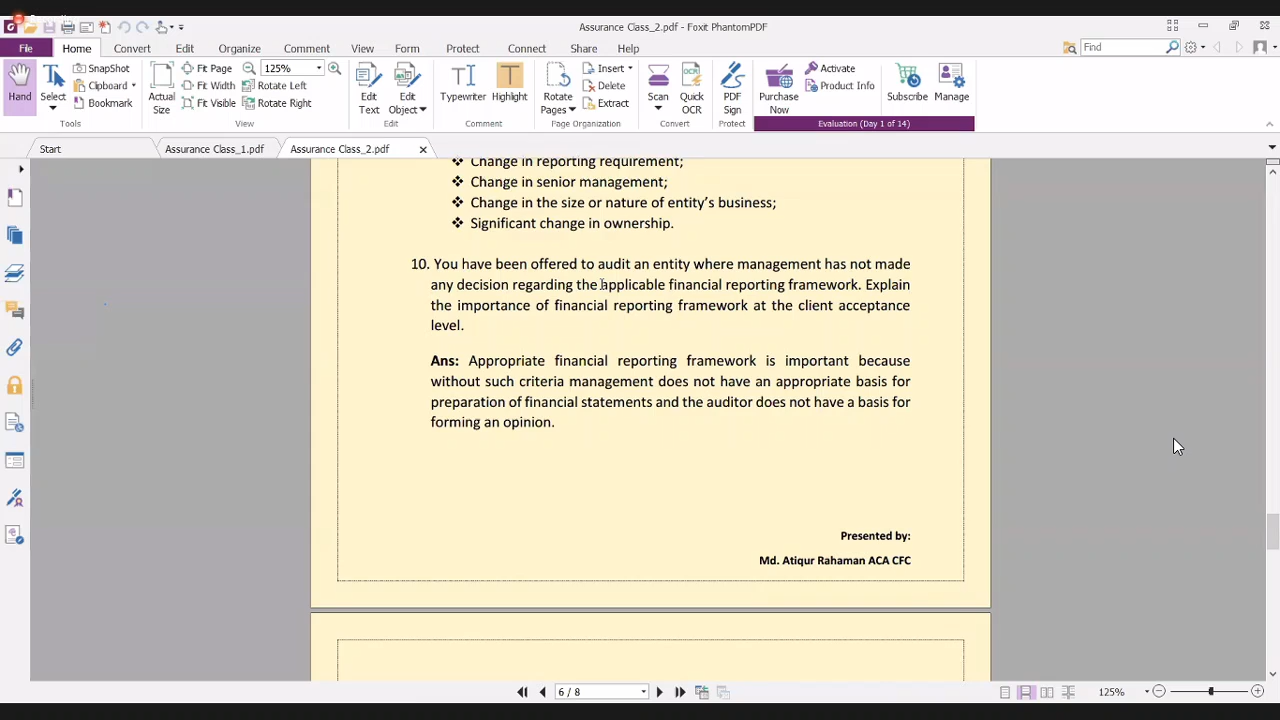 Assurance Class_2.pdf - Foxit PhantomPDF
File Home Convert Edit Organize Comment View Form Protect Connect Share Help Find
Hand Select SnapShot Clipboard Bookmark Tools
Actual Size Fit Page Fit Width Fit Visible 125% Rotate Left Rotate Right View
Edit Text Edit Object Edit
Typewriter Highlight Comment
Rotate Pages Insert Delete Extract Page Organization
Scan Quick OCR Convert
PDF Sign Protect
Purchase Now Activate Product Info Subscribe Manage Evaluation (Day 1 of 14)
Start Assurance Class_1.pdf Assurance Class_2.pdf
❖ Change in reporting requirement;
❖ Change in senior management;
❖ Change in the size or nature of entity's business;
❖ Significant change in ownership.
10. You have been offered to audit an entity where management has not made
any decision regarding the applicable financial reporting framework. Explain
the importance of financial reporting framework at the client acceptance
level.
Ans: Appropriate financial reporting framework is important because
without such criteria management does not have an appropriate basis for
preparation of financial statements and the auditor does not have a basis for
forming an opinion.
Presented by:
Md. Atiqur Rahaman ACA CFC
6 / 8
125%